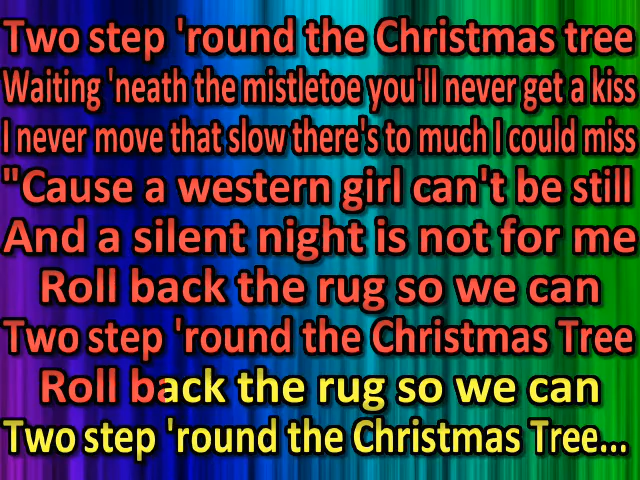 Two step 'round the Christmas tree
Waiting 'neath the mistletoe you'll never get a kiss
I never move that slow there's to much I could miss
"Cause a western girl can't be still
And a silent night is not for me
Roll back the rug so we can
Two step 'round the Christmas Tree
Roll back the rug so we can
Two step 'round the Christmas Tree...